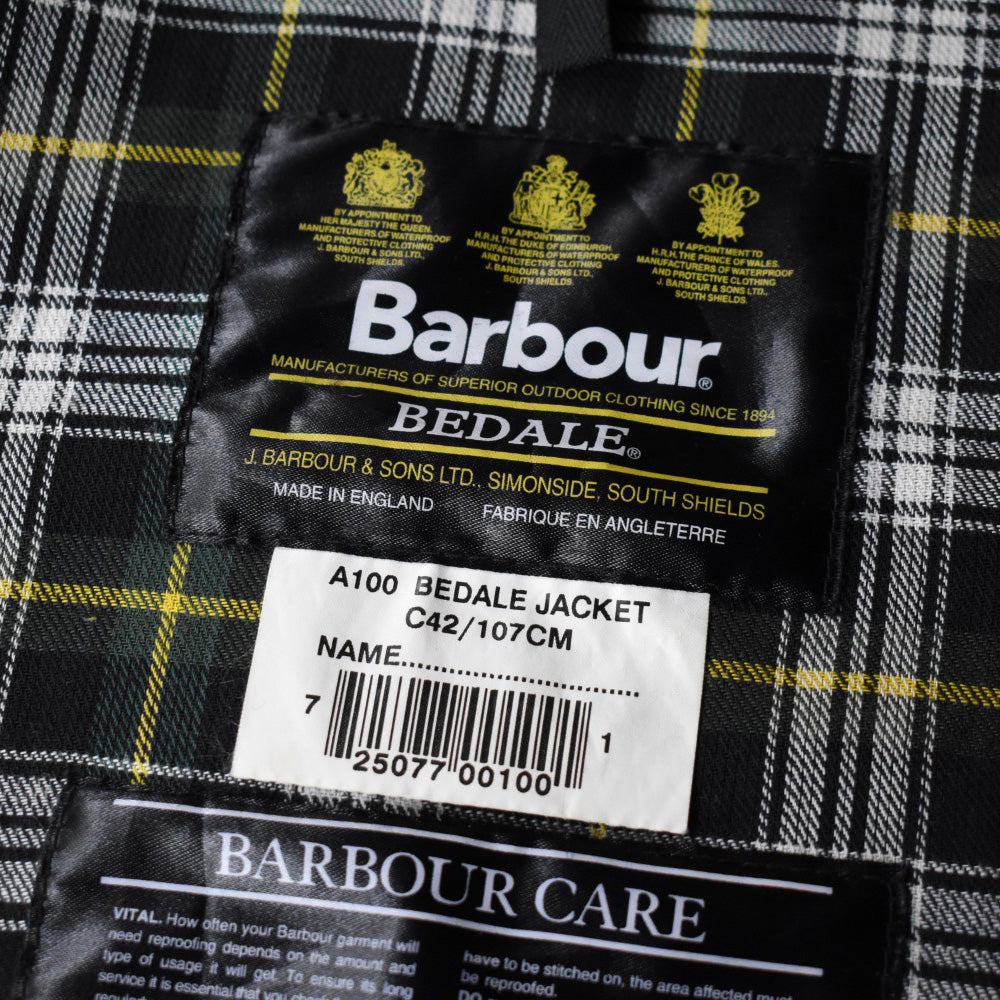 BY APPOINTMENT TO
HER MAJESTY THE QUEEN.
MANUFACTURERS OF WATERPROOF
AND PROTECTIVE CLOTHING
J. BARBOUR & SONS LTD.,
SOUTH SHIELDS.
BY APPOINTMENT TO
H.R.H. THE DUKE OF EDINBURGH.
MANUFACTURERS OF WATERPROOF
AND PROTECTIVE CLOTHING
J. BARBOUR & SONS LTD.,
SOUTH SHIELDS.
BY APPOINTMENT TO
H.R.H. THE PRINCE OF WALES.
MANUFACTURERS OF WATERPROOF
AND PROTECTIVE CLOTHING
J. BARBOUR & SONS LTD.,
SOUTH SHIELDS.
Barbour®
MANUFACTURERS OF SUPERIOR OUTDOOR CLOTHING SINCE 1894
BEDALE®
J. BARBOUR & SONS LTD., SIMONSIDE, SOUTH SHIELDS
MADE IN ENGLAND FABRIQUE EN ANGLETERRE
A100 BEDALE JACKET
C42/107CM
NAME.....................................
7 25077 00100 1
BARBOUR CARE
VITAL. How often your Barbour garment will
need reproofing depends on the amount and
type of usage it will get. To ensure its long
service it is essential that you
have to be stitched on, the area affected must
be reproofed.